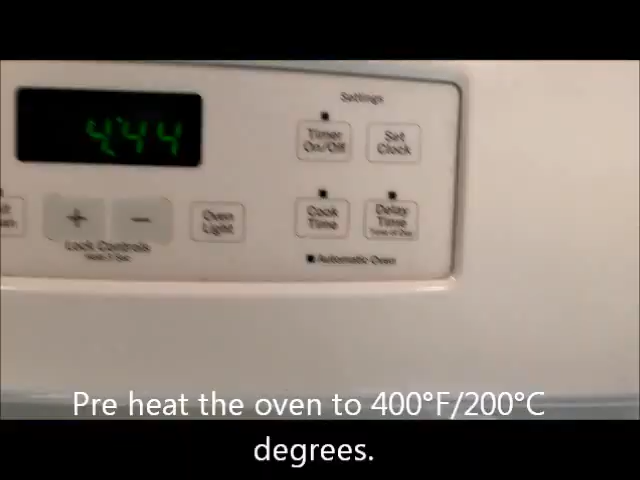 Settings
4:44
Timer
On/Off
Set
Clock
+
−
Oven
Light
Cook
Time
Delay
Time
Lock Controls
Automatic Oven
Pre heat the oven to 400°F/200°C
degrees.